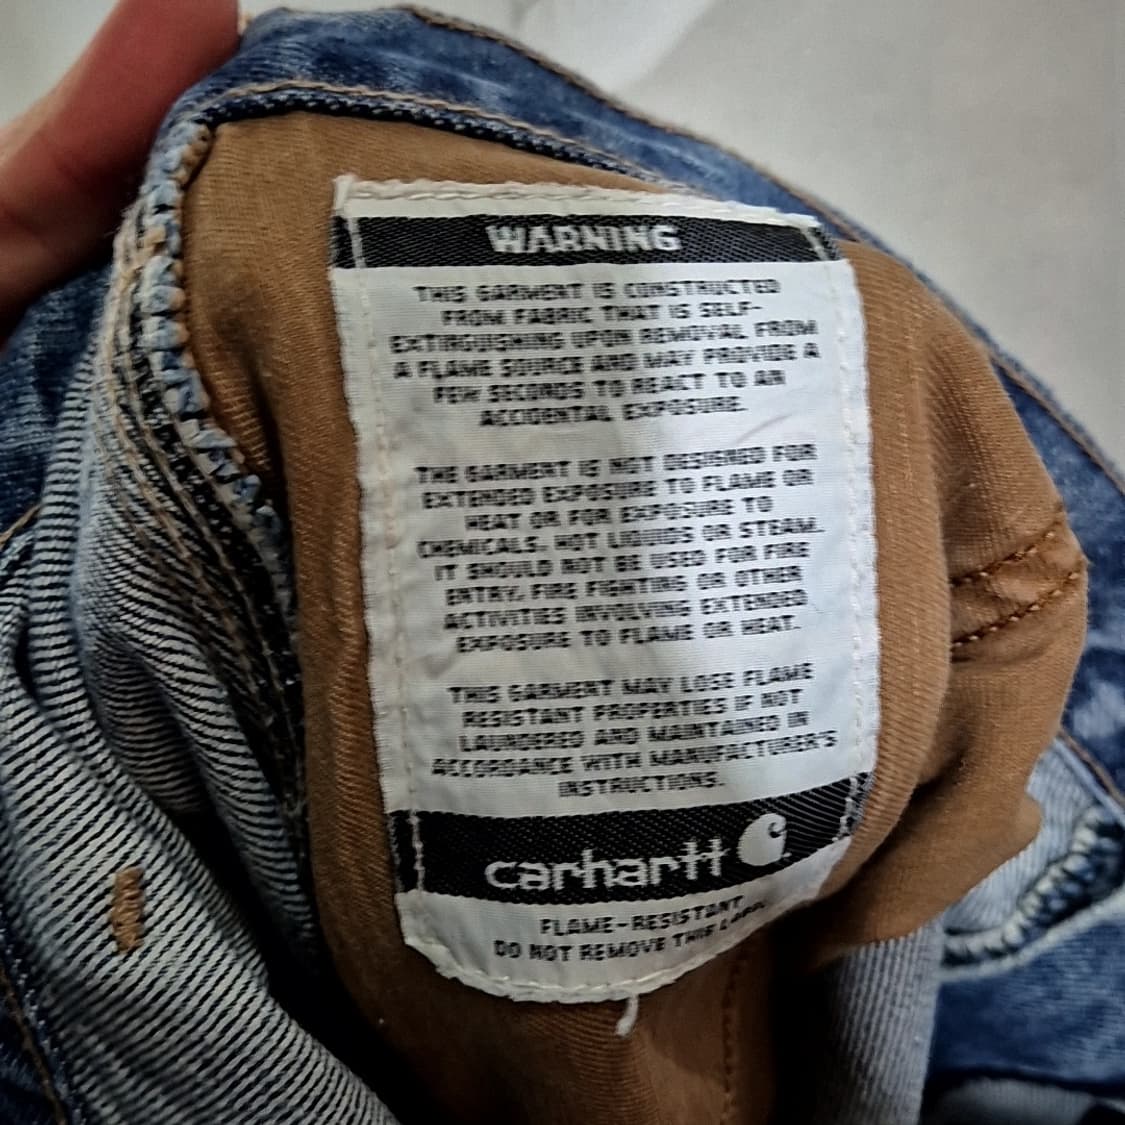 WARNING
THIS GARMENT IS CONSTRUCTED
FROM FABRIC THAT IS SELF-
EXTINGUISHING UPON REMOVAL FROM
A FLAME SOURCE AND MAY PROVIDE A
FEW SECONDS TO REACT TO AN
ACCIDENTAL EXPOSURE.
THE GARMENT IS NOT DESIGNED FOR
EXTENDED EXPOSURE TO FLAME OR
HEAT OR FOR EXPOSURE TO
CHEMICALS, HOT LIQUIDS OR STEAM.
IT SHOULD NOT BE USED FOR FIRE
ENTRY, FIRE FIGHTING OR OTHER
ACTIVITIES INVOLVING EXTENDED
EXPOSURE TO FLAME OR HEAT.
THIS GARMENT MAY LOSE FLAME
RESISTANT PROPERTIES IF NOT
LAUNDERED AND MAINTAINED IN
ACCORDANCE WITH MANUFACTURER'S
INSTRUCTIONS.
carhartt
FLAME-RESISTANT
DO NOT REMOVE THIS LABEL